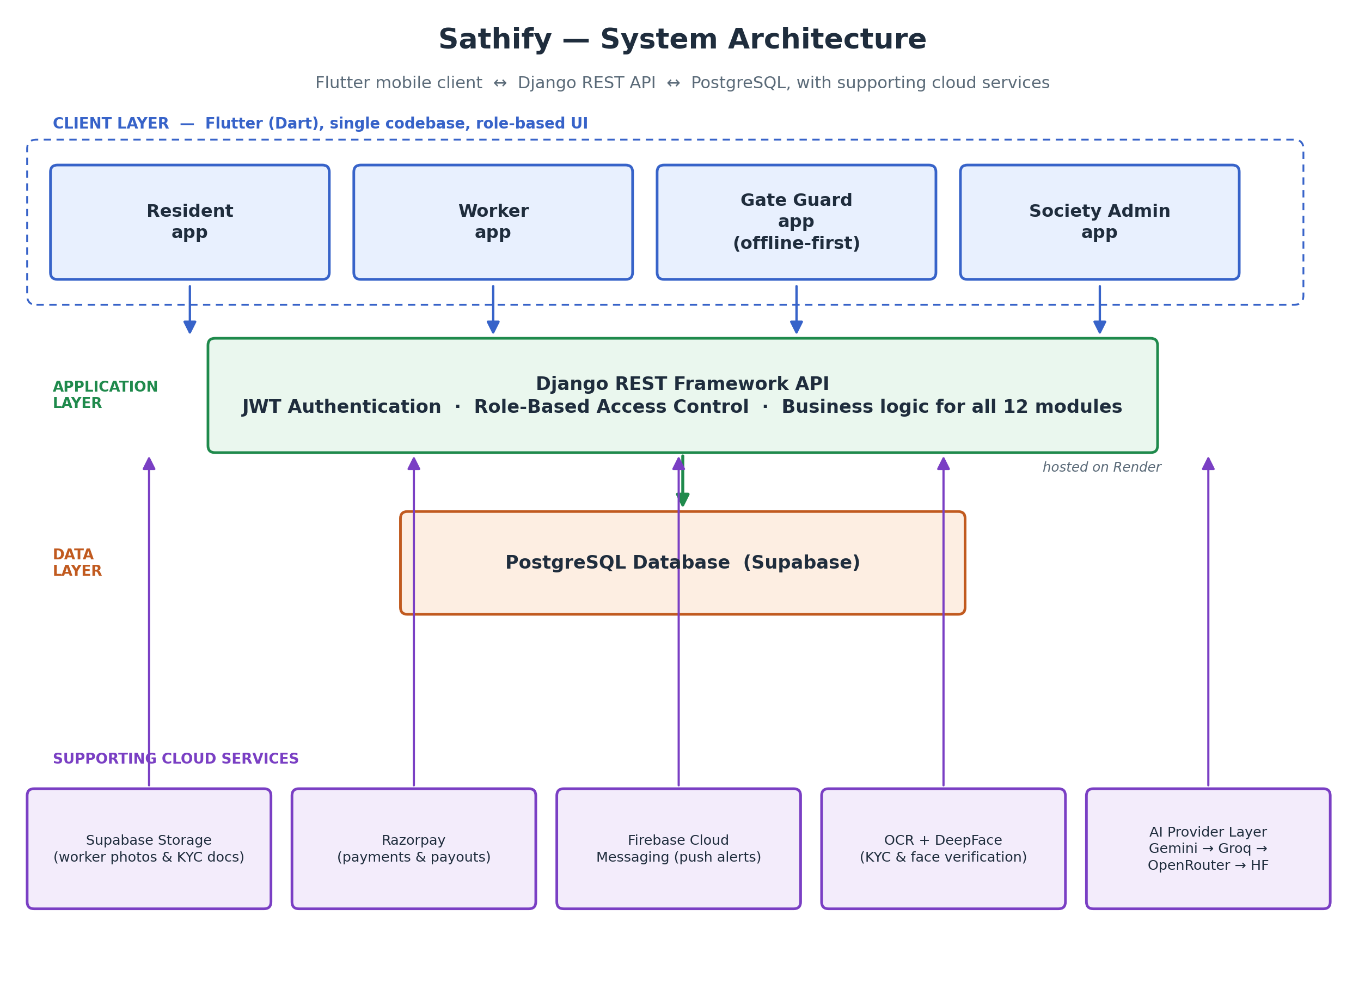 Sathify — System Architecture
Flutter mobile client ↔ Django REST API ↔ PostgreSQL, with supporting cloud services
CLIENT LAYER — Flutter (Dart), single codebase, role-based UI
Resident
app
Worker
app
Gate Guard
app
(offline-first)
Society Admin
app
APPLICATION
LAYER
Django REST Framework API
JWT Authentication · Role-Based Access Control · Business logic for all 12 modules
hosted on Render
DATA
LAYER
PostgreSQL Database (Supabase)
SUPPORTING CLOUD SERVICES
Supabase Storage
(worker photos & KYC docs)
Razorpay
(payments & payouts)
Firebase Cloud
Messaging (push alerts)
OCR + DeepFace
(KYC & face verification)
AI Provider Layer
Gemini → Groq →
OpenRouter → HF